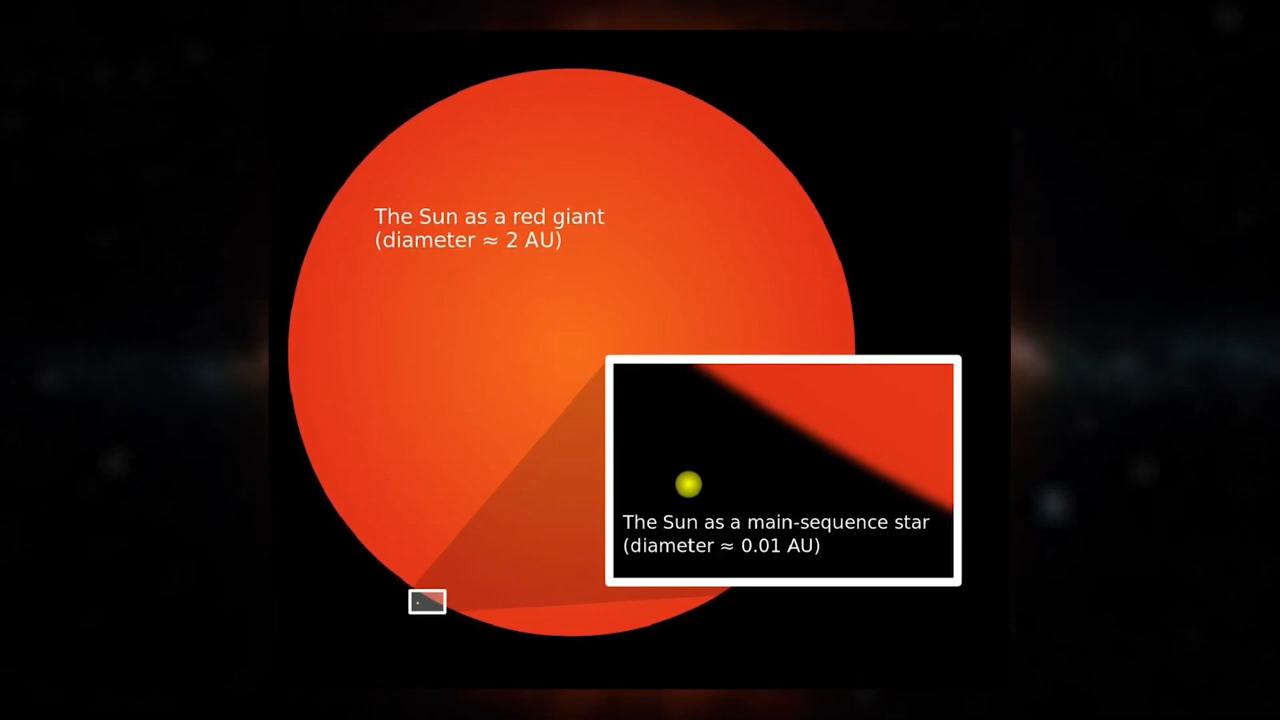 The Sun as a red giant
(diameter ≈ 2 AU)
The Sun as a main-sequence star
(diameter ≈ 0.01 AU)